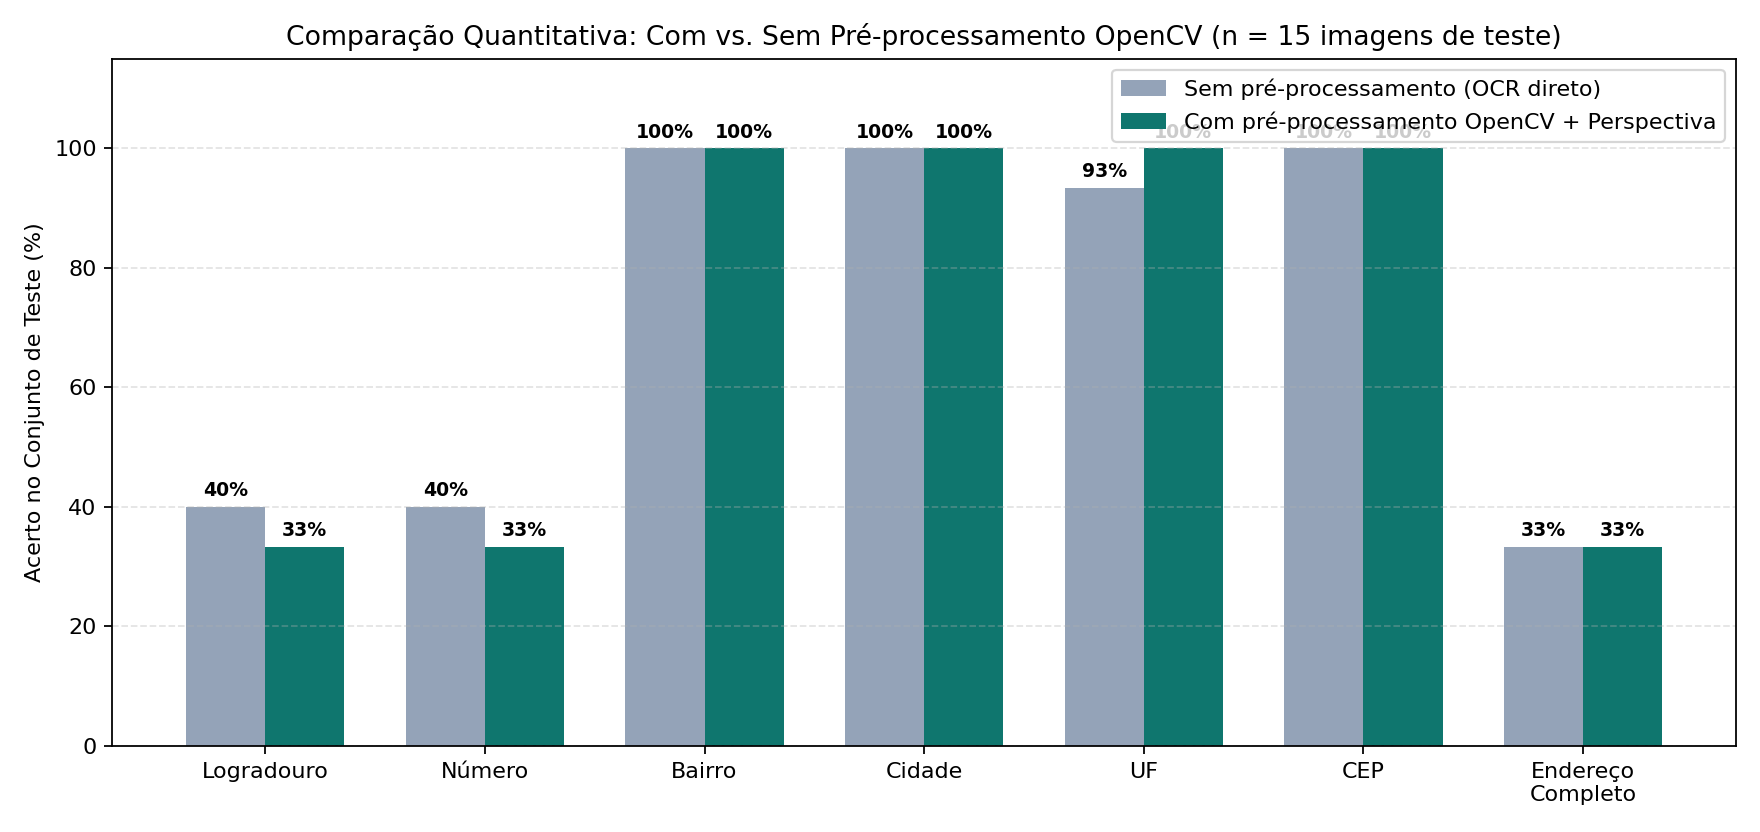 Comparação Quantitativa: Com vs. Sem Pré-processamento OpenCV (n = 15 imagens de teste)
Sem pré-processamento (OCR direto)
Com pré-processamento OpenCV + Perspectiva
Acerto no Conjunto de Teste (%)
100
80
60
40
20
0
40% 33%
40% 33%
100% 100%
100% 100%
93% 100%
100% 100%
33% 33%
Logradouro
Número
Bairro
Cidade
UF
CEP
Endereço
Completo